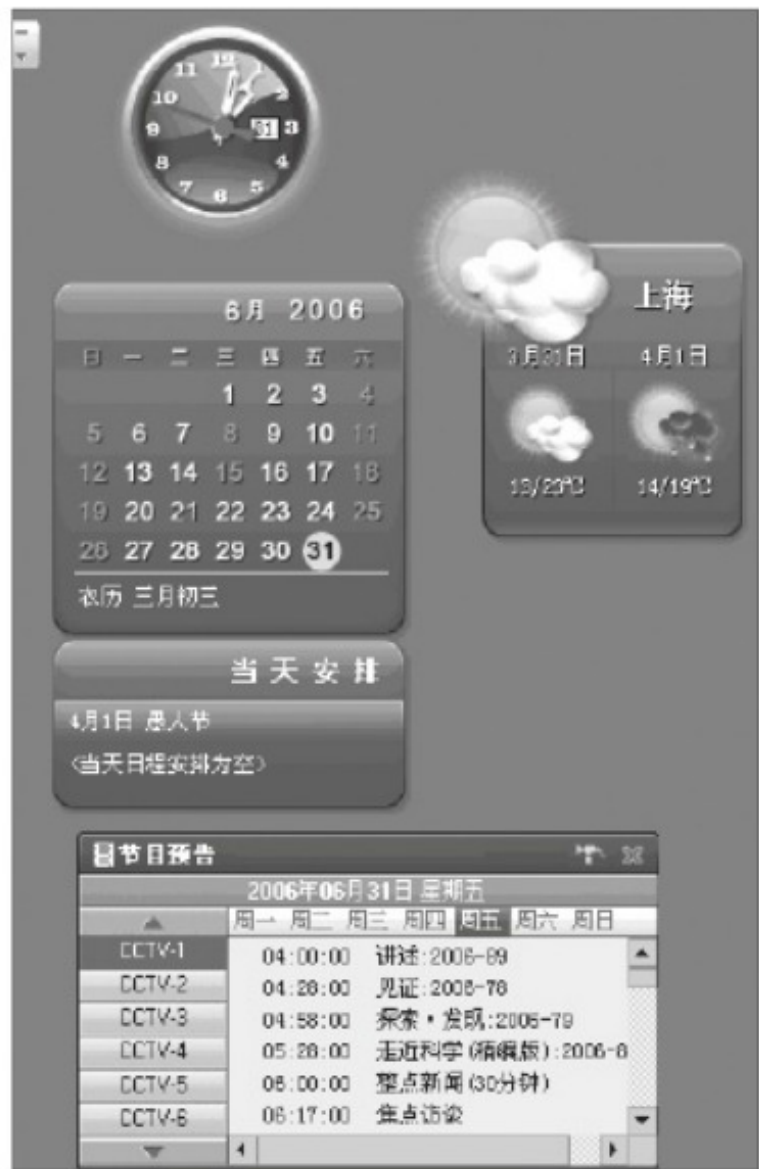 11 12 1
10 2
9 31 3
8 4
7 6 5
6月 2006
日 一 二 三 四 五 六
1 2 3 4
5 6 7 8 9 10 11
12 13 14 15 16 17 18
19 20 21 22 23 24 25
26 27 28 29 30 31
农历 三月初三
当天安排
4月1日 愚人节
<当天日程安排为空>
上海
3月31日 4月1日
13/23℃ 14/19℃
节目预告
2006年06月31日 星期五
周一 周二 周三 周四 周五 周六 周日
CCTV-1
CCTV-2
CCTV-3
CCTV-4
CCTV-5
CCTV-6
04:00:00 讲述:2006-89
04:28:00 见证:2006-78
04:58:00 探索·发现:2006-79
05:28:00 走近科学(精编版):2006-8
06:00:00 整点新闻(30分钟)
06:17:00 焦点访谈